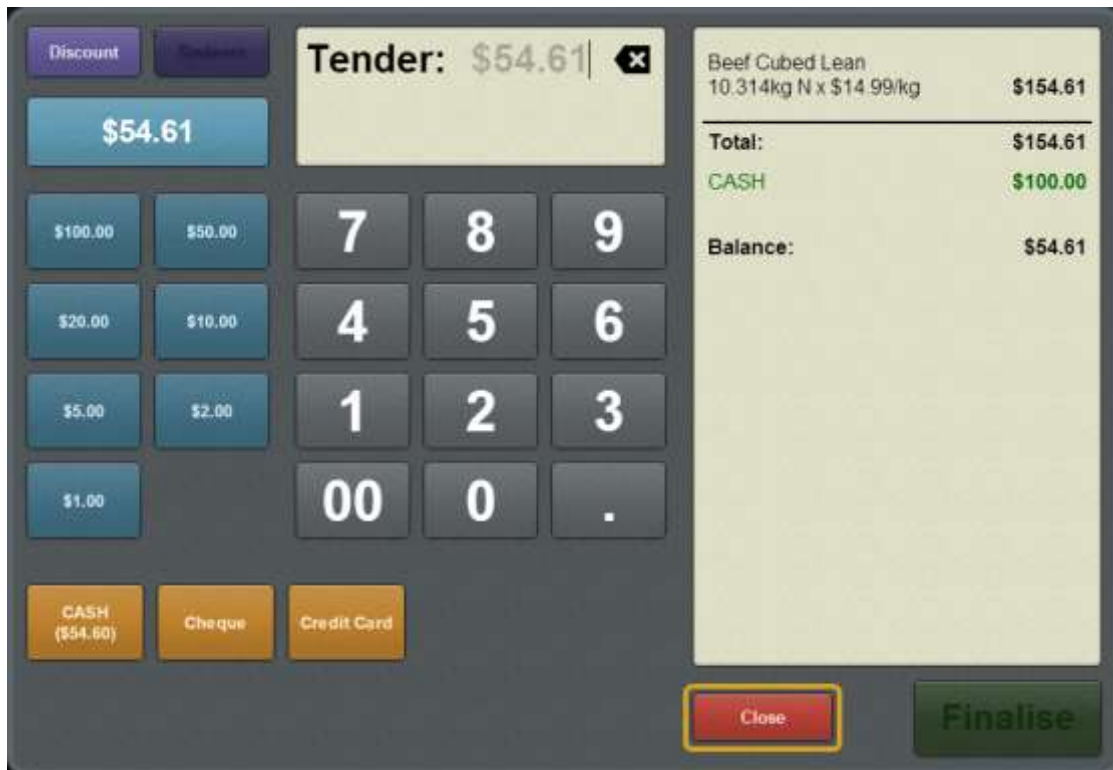 Discount
$54.61
$100.00 $50.00
$20.00 $10.00
$5.00 $2.00
$1.00
CASH
($54.60)
Cheque
Credit Card
Tender: $54.61
7 8 9
4 5 6
1 2 3
00 0 .
Beef Cubed Lean
10.314kg N x $14.99/kg $154.61
Total: $154.61
CASH $100.00
Balance: $54.61
Close
Finalise